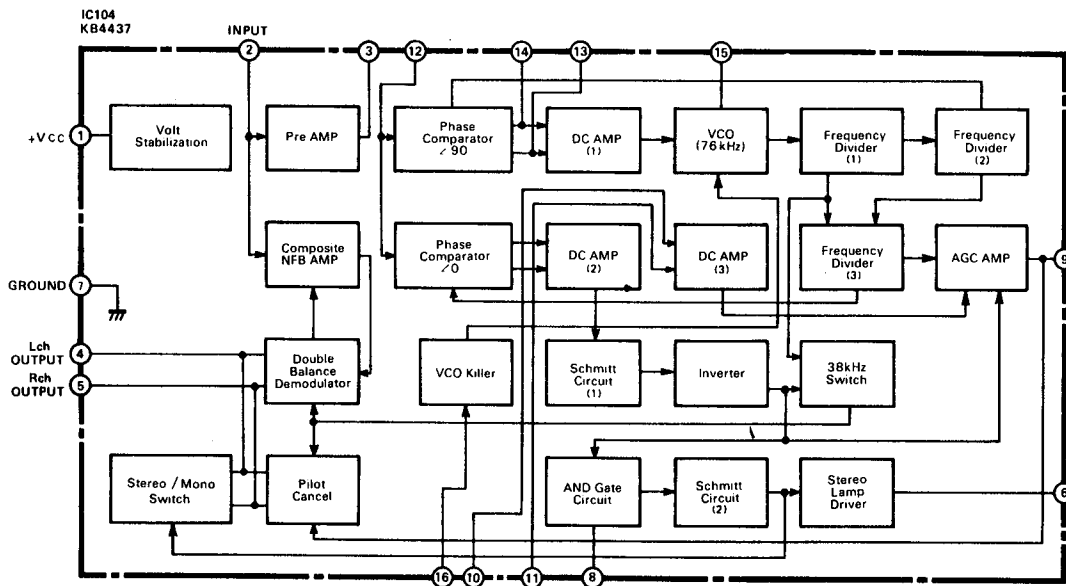 IC104
KB4437
INPUT
2
3
12
14
13
15
+Vcc
1
Volt
Stabilization
Pre AMP
Phase
Comparator
∠90
DC AMP
(1)
VCO
(76kHz)
Frequency
Divider
(1)
Frequency
Divider
(2)
Composite
NFB AMP
Phase
Comparator
∠0
DC AMP
(2)
DC AMP
(3)
Frequency
Divider
(3)
AGC AMP
9
GROUND
7
Lch
OUTPUT
4
Rch
OUTPUT
5
Double
Balance
Demodulator
VCO Killer
Schmitt
Circuit
(1)
Inverter
38kHz
Switch
Stereo / Mono
Switch
Pilot
Cancel
AND Gate
Circuit
Schmitt
Circuit
(2)
Stereo
Lamp
Driver
6
16
10
11
8